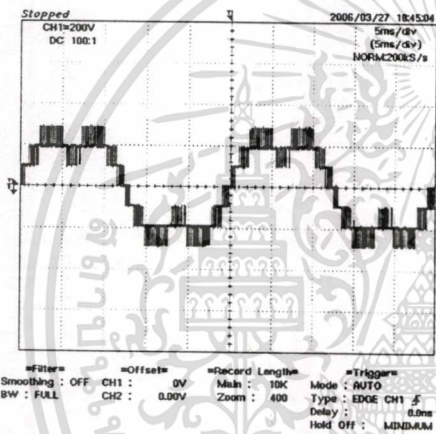 Stopped
2006/03/27 18:45:04
CH1=200V
DC 100:1
5ms/div
(5ms/div)
NORM:200kS/s
=Filter=
Smoothing : OFF
BW : FULL
=Offset=
CH1 : 0V
CH2 : 0.00V
=Record Length=
Main : 10K
Zoom : 400
=Trigger=
Mode : AUTO
Type : EDGE CH1
Delay : 0.0ns
Hold Off : MINIMUM